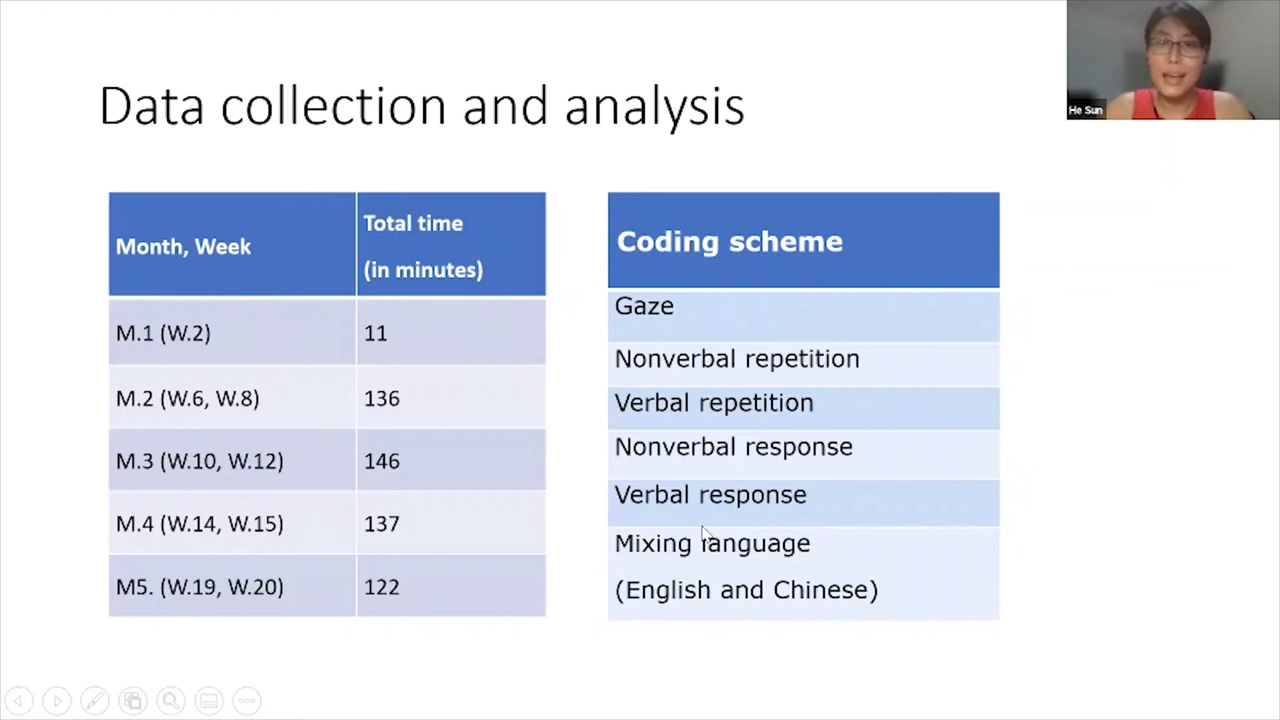 Data collection and analysis
He Sun
Month, Week
Total time
(in minutes)
M.1 (W.2)
11
M.2 (W.6, W.8)
136
M.3 (W.10, W.12)
146
M.4 (W.14, W.15)
137
M5. (W.19, W.20)
122
Coding scheme
Gaze
Nonverbal repetition
Verbal repetition
Nonverbal response
Verbal response
Mixing language
(English and Chinese)